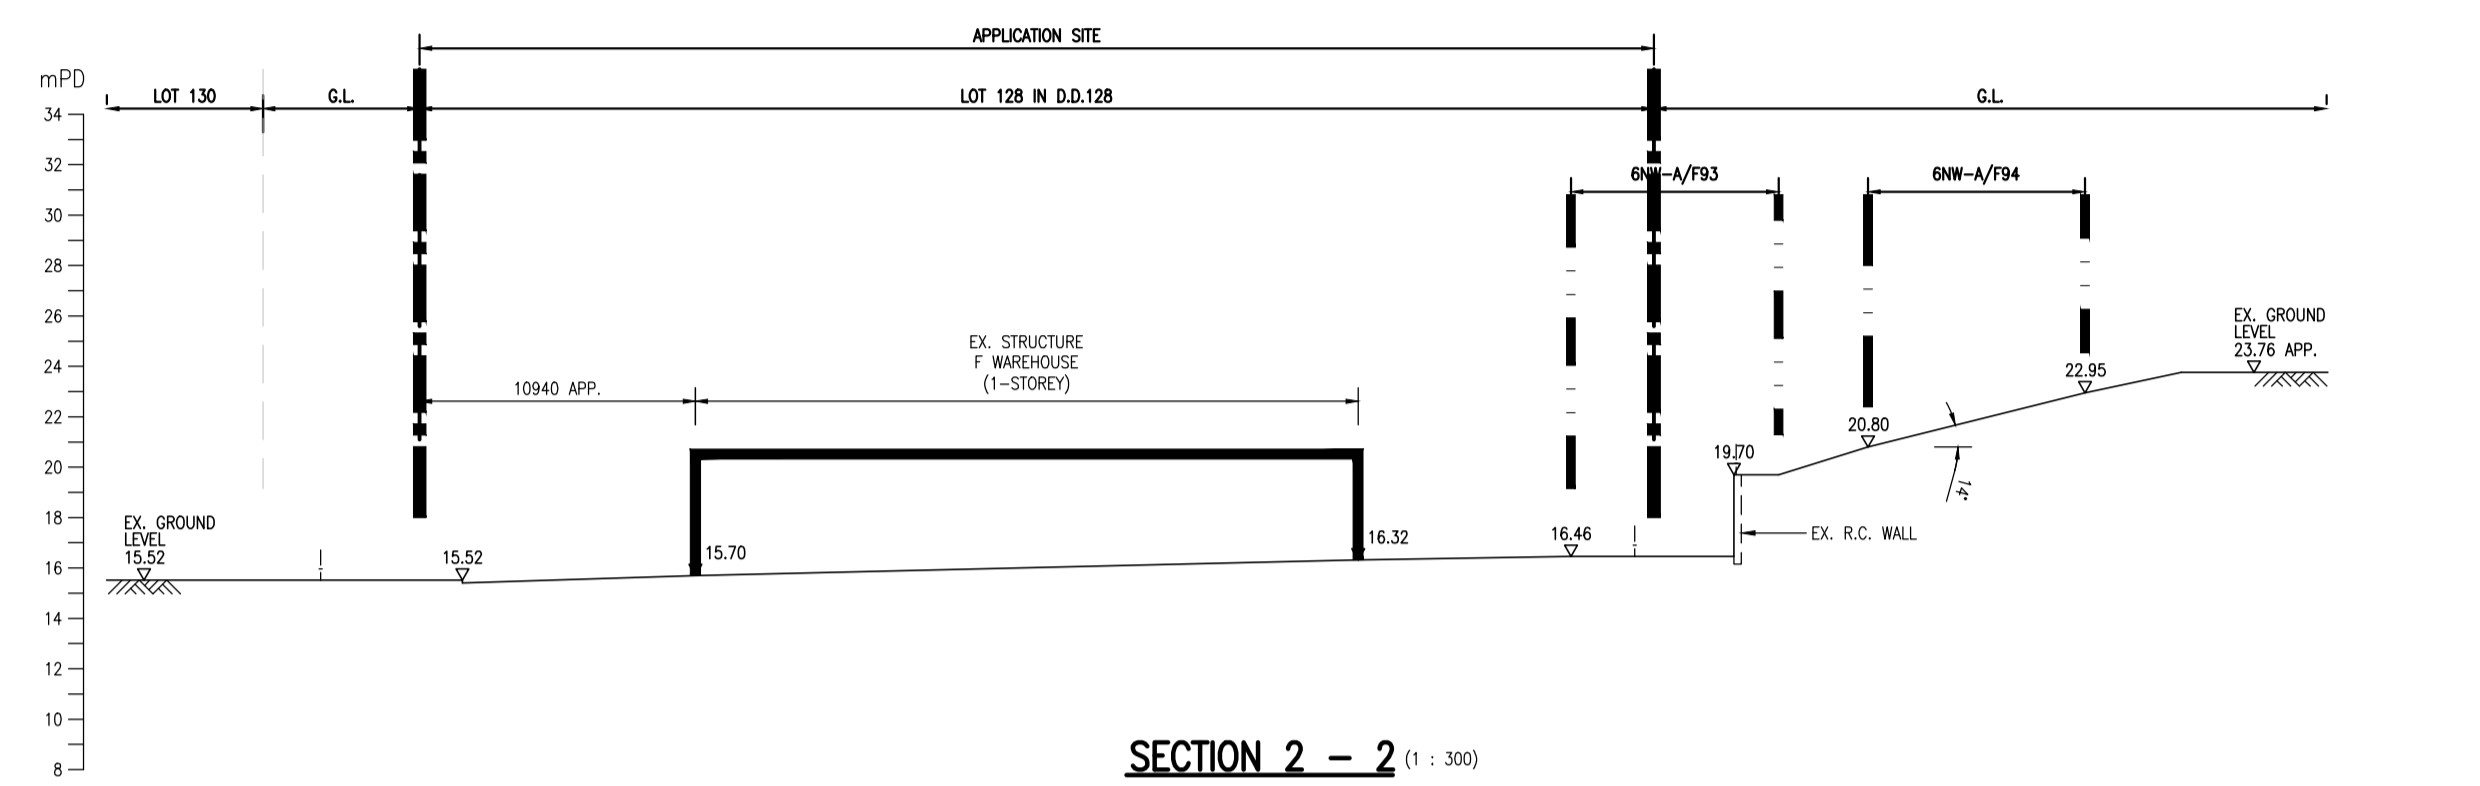 APPLICATION SITE
mPD
LOT 130
G.L.
LOT 128 IN D.D.128
G.L.
34
32
30
28
26
24
22
20
18
16
14
12
10
8
6NW-A/F93
6NW-A/F94
EX. GROUND
LEVEL
23.76 APP.
EX. STRUCTURE
F WAREHOUSE
(1-STOREY)
10940 APP.
22.95
20.80
19.70
14°
EX. GROUND
LEVEL
15.52
15.52
15.70
16.32
16.46
EX. R.C. WALL
SECTION 2 - 2 (1 : 300)